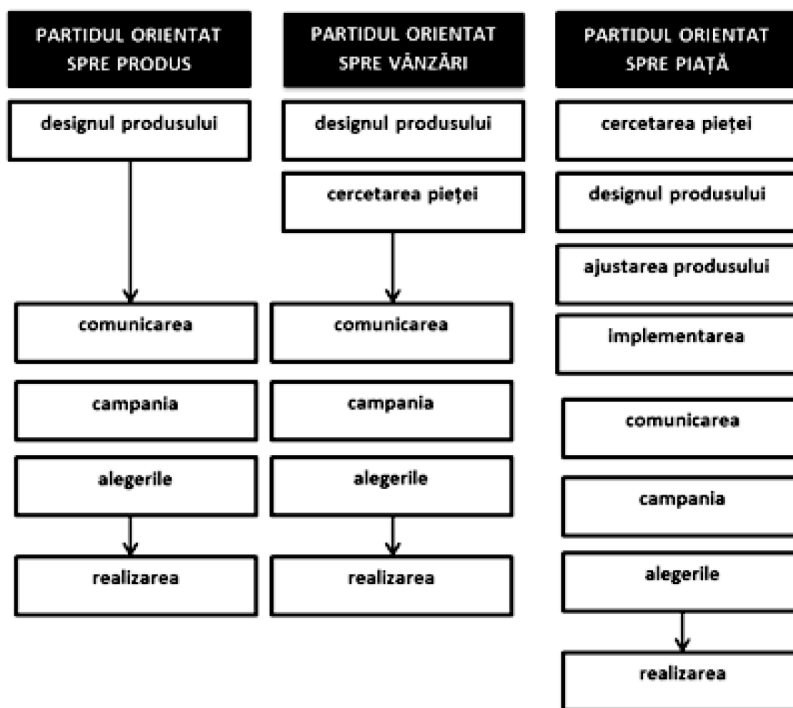 PARTIDUL ORIENTAT
SPRE PRODUS
designul produsului
comunicarea
campania
alegerile
realizarea
PARTIDUL ORIENTAT
SPRE VÂNZĂRI
designul produsului
cercetarea pieței
comunicarea
campania
alegerile
realizarea
PARTIDUL ORIENTAT
SPRE PIAȚĂ
cercetarea pieței
designul produsului
ajustarea produsului
implementarea
comunicarea
campania
alegerile
realizarea